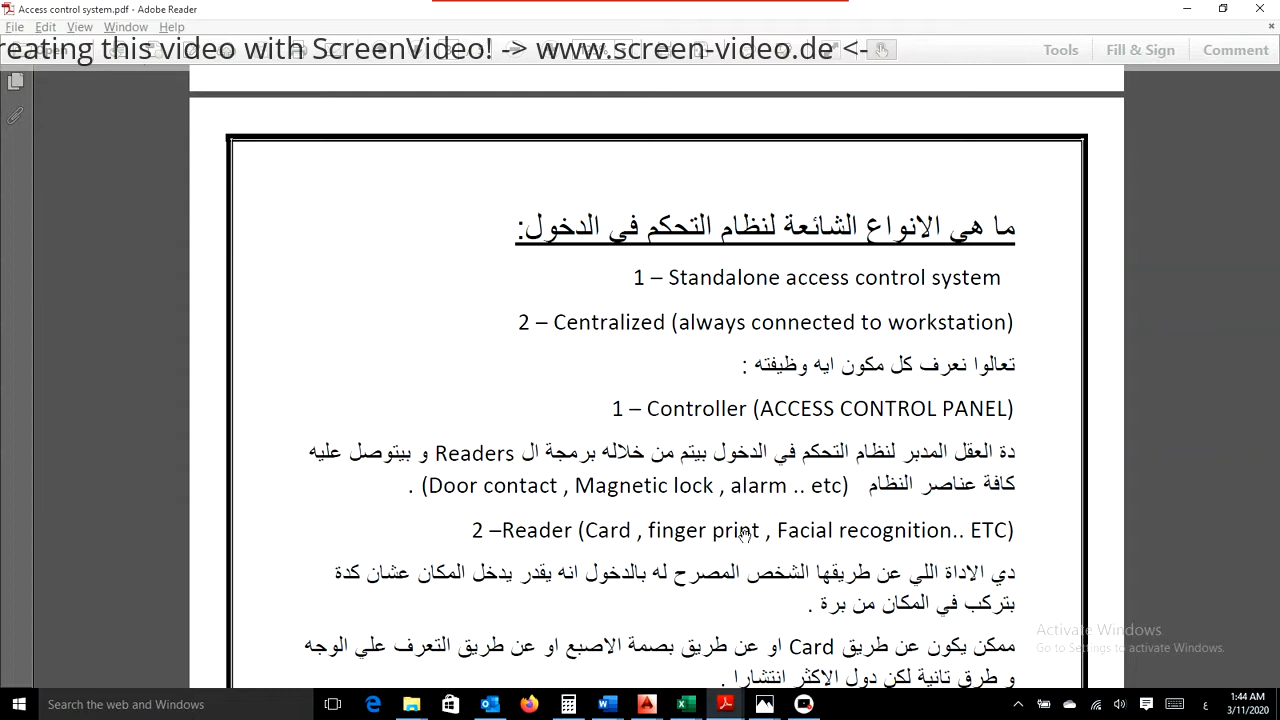 Access control system.pdf - Adobe Reader
File Edit View Window Help
reating this video with ScreenVideo! -> www.screen-video.de <-
Tools Fill & Sign Comment
ما هي الانواع الشائعة لنظام التحكم في الدخول:
1 – Standalone access control system
2 – Centralized (always connected to workstation)
تعالوا نعرف كل مكون ايه وظيفته :
1 – Controller (ACCESS CONTROL PANEL)
دة العقل المدبر لنظام التحكم في الدخول بيتم من خلاله برمجة ال Readers و بيتوصل عليه
كافة عناصر النظام (Door contact , Magnetic lock , alarm .. etc) .
2 –Reader (Card , finger print , Facial recognition.. ETC)
دي الاداة اللي عن طريقها الشخص المصرح له بالدخول انه يقدر يدخل المكان عشان كدة
بتركب في المكان من برة .
ممكن يكون عن طريق Card او عن طريق بصمة الاصبع او عن طريق التعرف علي الوجه
و طرق تانية لكن دول الاكثر انتشارا .
Activate Windows
Go to Settings to activate Windows.
Search the web and Windows
ع
1:44 AM
3/11/2020